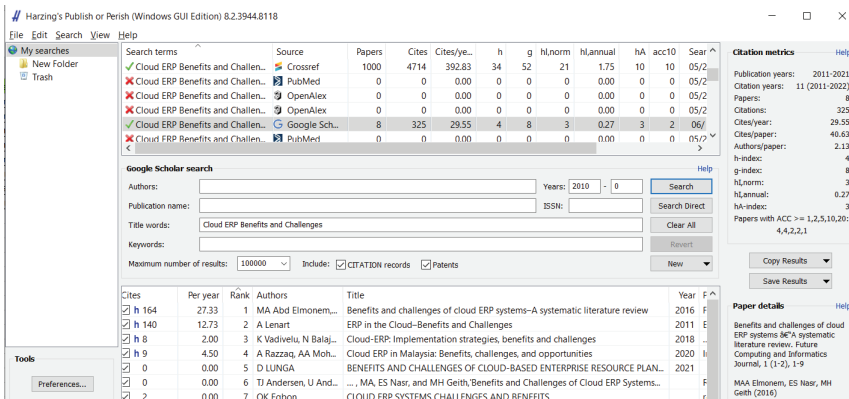 Harzing's Publish or Perish (Windows GUI Edition) 8.2.3944.8118
File Edit Search View Help
My searches
New Folder
Trash
Search terms Source Papers Cites Cites/ye... h g hI,norm hI,annual hA acc10 Sear
Cloud ERP Benefits and Challen... Crossref 1000 4714 392.83 34 52 21 1.75 10 10 05/2
Cloud ERP Benefits and Challen... PubMed 0 0 0.00 0 0 0 0.00 0 0 05/2
Cloud ERP Benefits and Challen... OpenAlex 0 0 0.00 0 0 0 0.00 0 0 05/2
Cloud ERP Benefits and Challen... OpenAlex 0 0 0.00 0 0 0 0.00 0 0 05/2
Cloud ERP Benefits and Challen... Google Sch... 8 325 29.55 4 8 3 0.27 3 2 06/
Cloud ERP Benefits and Challen... PubMed 0 0 0.00 0 0 0 0.00 0 0 05/2
Google Scholar search Help
Authors: Years: 2010 - 0 Search
Publication name: ISSN: Search Direct
Title words: Cloud ERP Benefits and Challenges Clear All
Keywords: Revert
Maximum number of results: 100000 Include: CITATION records Patents New
Cites Per year Rank Authors Title Year
h 164 27.33 1 MA Abd Elmonem,... Benefits and challenges of cloud ERP systems–A systematic literature review 2016
h 140 12.73 2 A Lenart ERP in the Cloud–Benefits and Challenges 2011
h 8 2.00 3 K Vadivelu, N Balaj... Cloud-ERP: Implementation strategies, benefits and challenges 2018
h 9 4.50 4 A Razzaq, AA Moh... Cloud ERP in Malaysia: Benefits, challenges, and opportunities 2020
0 0.00 5 D LUNGA BENEFITS AND CHALLENGES OF CLOUD-BASED ENTERPRISE RESOURCE PLAN... 2021
0 0.00 6 TJ Andersen, U And... ... , MA, ES Nasr, and MH Geith,'Benefits and Challenges of Cloud ERP Systems...
2 0.00 7 OK Egbon CLOUD ERP SYSTEMS CHALLENGES AND BENEFITS
Tools
Preferences...
Citation metrics Help
Publication years: 2011-2021
Citation years: 11 (2011-2022)
Papers: 8
Citations: 325
Cites/year: 29.55
Cites/paper: 40.63
Authors/paper: 2.13
h-index: 4
g-index: 8
hI,norm: 3
hI,annual: 0.27
hA-index: 3
Papers with ACC >= 1,2,5,10,20:
4,4,2,2,1
Copy Results
Save Results
Paper details Help
Benefits and challenges of cloud
ERP systems â€"A systematic
literature review. Future
Computing and Informatics
Journal, 1 (1-2), 1-9
MAA Elmonem, ES Nasr, MH
Geith (2016)